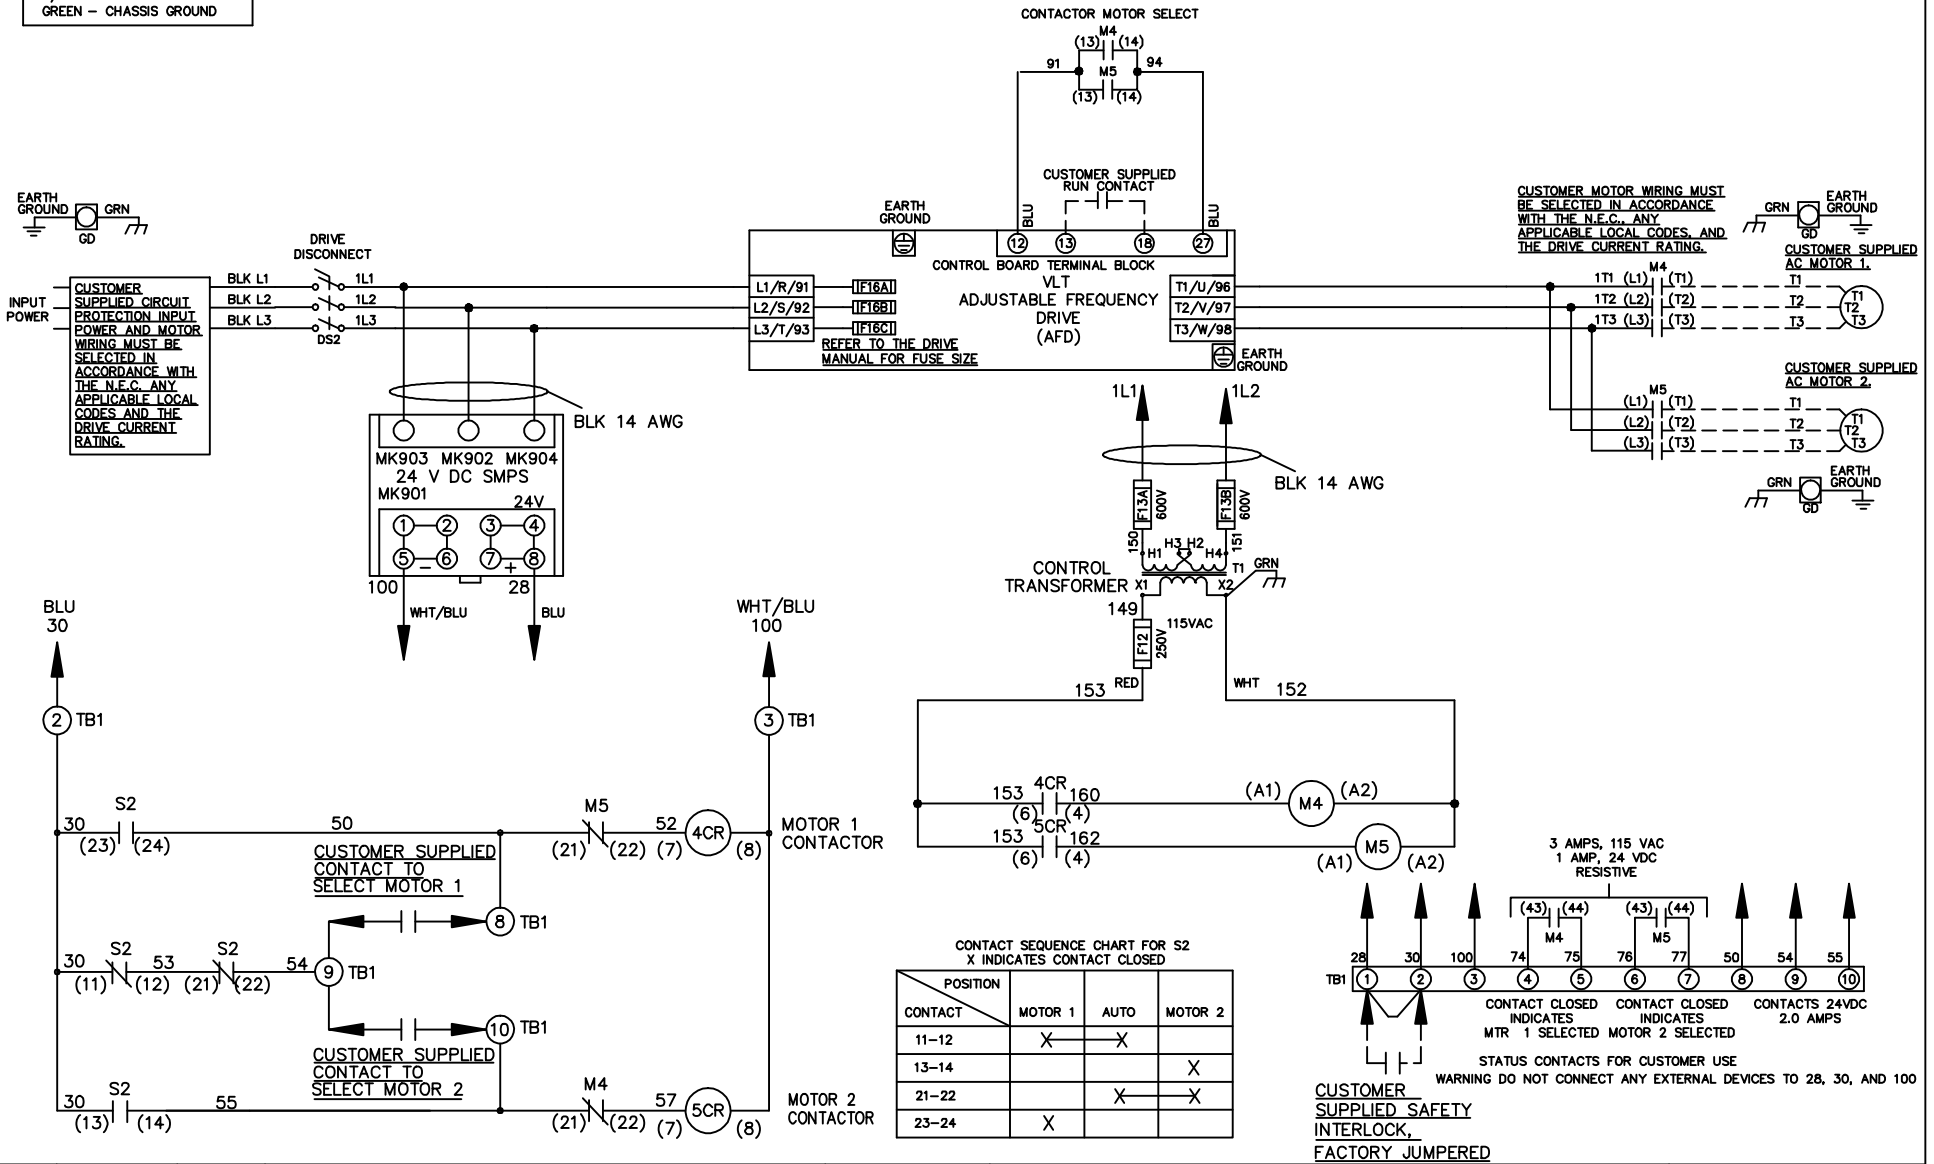 GREEN – CHASSIS GROUND
CONTACTOR MOTOR SELECT
M4
(13) (14)
91 M5 94
(13) (14)
CUSTOMER SUPPLIED
RUN CONTACT
BLU
BLU
EARTH
GROUND
12 13 18 27
CONTROL BOARD TERMINAL BLOCK
VLT
ADJUSTABLE FREQUENCY
DRIVE
(AFD)
L1/R/91 F16A T1/U/96
L2/S/92 F16B T2/V/97
L3/T/93 F16C T3/W/98
REFER TO THE DRIVE
MANUAL FOR FUSE SIZE
EARTH
GROUND
EARTH
GROUND GRN
GD
DRIVE
DISCONNECT
INPUT
POWER
CUSTOMER
SUPPLIED CIRCUIT
PROTECTION INPUT
POWER AND MOTOR
WIRING MUST BE
SELECTED IN
ACCORDANCE WITH
THE N.E.C. ANY
APPLICABLE LOCAL
CODES AND THE
DRIVE CURRENT
RATING.
BLK L1 1L1
BLK L2 1L2
BLK L3 1L3
DS2
BLK 14 AWG
MK903 MK902 MK904
24 V DC SMPS
MK901
24V
1 2 3 4
5 6 7 8
– +
100 28
WHT/BLU BLU
CUSTOMER MOTOR WIRING MUST
BE SELECTED IN ACCORDANCE
WITH THE N.E.C., ANY
APPLICABLE LOCAL CODES, AND
THE DRIVE CURRENT RATING.
EARTH
GRN GROUND
GD
CUSTOMER SUPPLIED
AC MOTOR 1.
M4
1T1 (L1) (T1) T1 T1
1T2 (L2) (T2) T2 T2
1T3 (L3) (T3) T3 T3
CUSTOMER SUPPLIED
AC MOTOR 2.
M5
(L1) (T1) T1 T1
(L2) (T2) T2 T2
(L3) (T3) T3 T3
EARTH
GRN GROUND
GD
1L1 1L2
BLK 14 AWG
F13A 600V
F13B 600V
150 151
H1 H3 H2 H4
CONTROL
TRANSFORMER
T1 GRN
X1 X2
149
115VAC
F12 250V
153 RED WHT 152
4CR
153 160 (A1) M4 (A2)
(6) (4)
5CR
153 162 M5
(6) (4) (A1) (A2)
BLU
30
WHT/BLU
100
2 TB1
3 TB1
S2
30 50
(23) (24)
M5
52 4CR
(21) (22) (7) (8)
MOTOR 1
CONTACTOR
CUSTOMER SUPPLIED
CONTACT TO
SELECT MOTOR 1
8 TB1
S2 S2
30 53 54 9 TB1
(11) (12) (21) (22)
10 TB1
CUSTOMER SUPPLIED
CONTACT TO
SELECT MOTOR 2
S2
30 55
(13) (14)
M4
57 5CR
(21) (22) (7) (8)
MOTOR 2
CONTACTOR
CONTACT SEQUENCE CHART FOR S2
X INDICATES CONTACT CLOSED
POSITION
CONTACT MOTOR 1 AUTO MOTOR 2
11–12 X X
13–14 X
21–22 X X
23–24 X
3 AMPS, 115 VAC
1 AMP, 24 VDC
RESISTIVE
(43) (44) (43) (44)
M4 M5
28 30 100 74 75 76 77 50 54 55
TB1 1 2 3 4 5 6 7 8 9 10
CONTACT CLOSED
INDICATES
MTR 1 SELECTED
CONTACT CLOSED
INDICATES
MOTOR 2 SELECTED
CONTACTS 24VDC
2.0 AMPS
STATUS CONTACTS FOR CUSTOMER USE
WARNING DO NOT CONNECT ANY EXTERNAL DEVICES TO 28, 30, AND 100
CUSTOMER
SUPPLIED SAFETY
INTERLOCK,
FACTORY JUMPERED